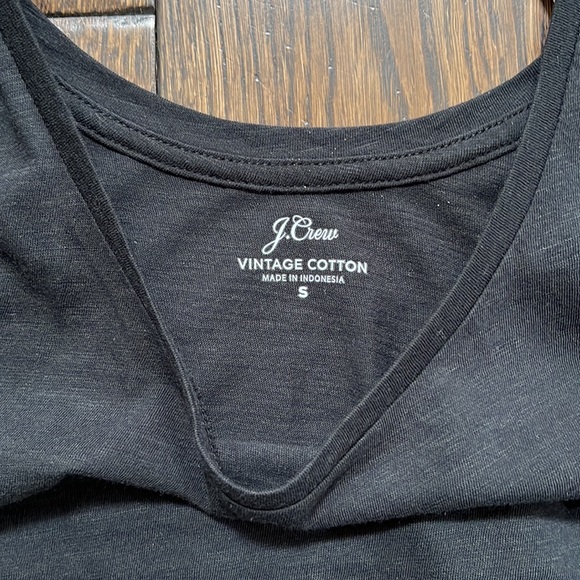 J.Crew
VINTAGE COTTON
MADE IN INDONESIA
S